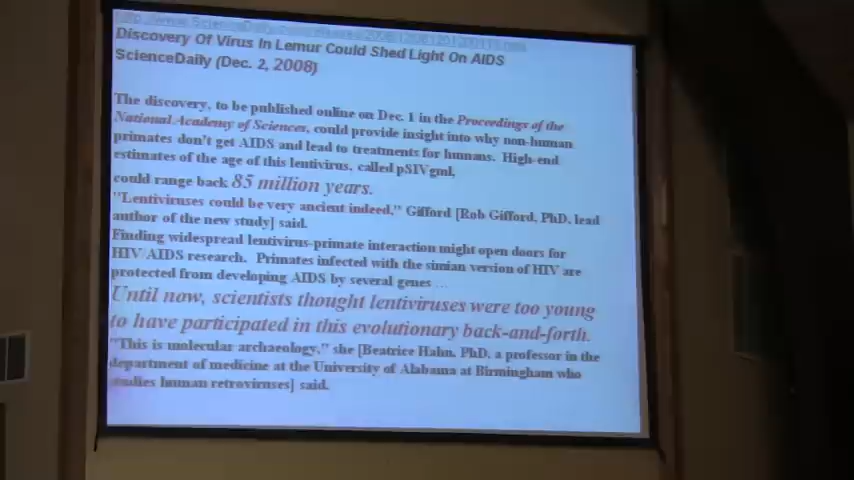 Discovery Of Virus In Lemur Could Shed Light On AIDS
ScienceDaily (Dec. 2, 2008)
The discovery, to be published online on Dec. 1 in the Proceedings of the
National Academy of Sciences, could provide insight into why non-human
primates don't get AIDS and lead to treatments for humans. High-end
estimates of the age of this lentivirus, called pSIVgml,
could range back 85 million years.
"Lentiviruses could be very ancient indeed," Gifford [Rob Gifford, PhD, lead
author of the new study] said.
Finding widespread lentivirus-primate interaction might open doors for
HIV/AIDS research. Primates infected with the simian version of HIV are
protected from developing AIDS by several genes ...
Until now, scientists thought lentiviruses were too young
to have participated in this evolutionary back-and-forth.
"This is molecular archaeology," she [Beatrice Hahn, PhD, a professor in the
department of medicine at the University of Alabama at Birmingham who
studies human retroviruses] said.